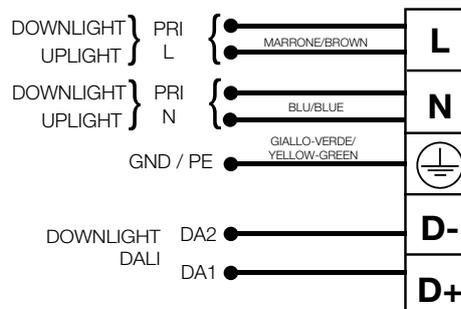 DOWNLIGHT } PRI { L
UPLIGHT L MARRONE/BROWN
DOWNLIGHT } PRI { N
UPLIGHT N BLU/BLUE
GIALLO-VERDE/
YELLOW-GREEN
GND / PE
DOWNLIGHT DA2 D-
DALI
DA1 D+